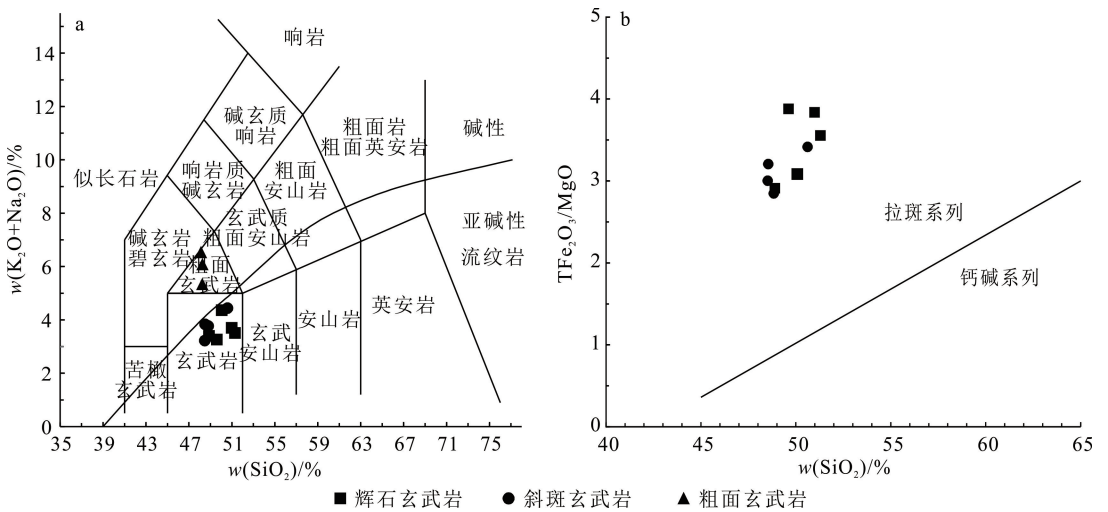 a
w(K₂O+Na₂O)/%
14
12
10
8
6
4
2
0
响岩
碱玄质
响岩
粗面岩
粗面英安岩
碱性
似长石岩
响岩质
碱玄岩
粗面
安山岩
玄武质
粗面安山岩
亚碱性
碱玄岩
碧玄岩
粗面
玄武岩
流纹岩
英安岩
安山岩
玄武
安山岩
玄武岩
苦橄
玄武岩
35 39 43 47 51 55 59 63 67 71 75
w(SiO₂)/%
b
TFe₂O₃/MgO
5
4
3
2
1
0
拉斑系列
钙碱系列
40 45 50 55 60 65
w(SiO₂)/%
辉石玄武岩 斜斑玄武岩 粗面玄武岩